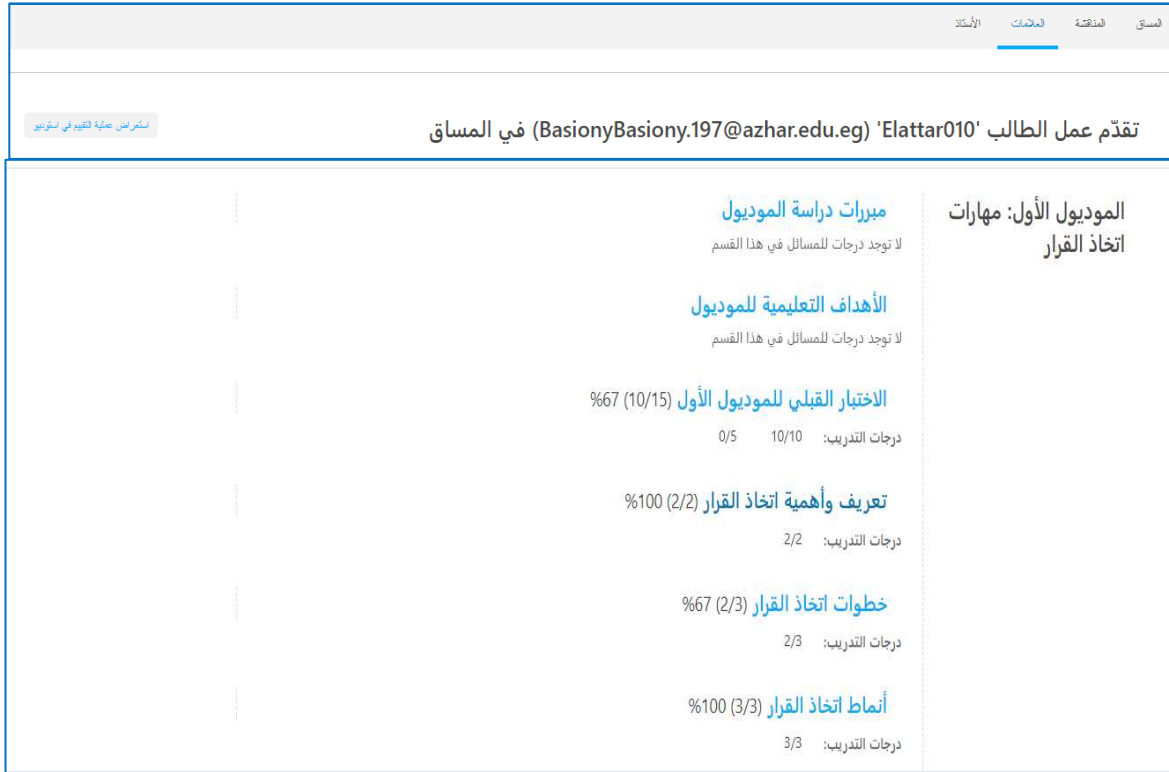 المساق
المناقشة
العلامات
الأستاذ
تقدّم عمل الطالب 'Elattar010' (BasionyBasiony.197@azhar.edu.eg) في المساق
استعراض عملية التقييم في استوديو
الموديول الأول: مهارات
اتخاذ القرار
مبررات دراسة الموديول
لا توجد درجات للمسائل في هذا القسم
الأهداف التعليمية للموديول
لا توجد درجات للمسائل في هذا القسم
الاختبار القبلي للموديول الأول (10/15) 67%
درجات التدريب: 10/10 0/5
تعريف وأهمية اتخاذ القرار (2/2) 100%
درجات التدريب: 2/2
خطوات اتخاذ القرار (2/3) 67%
درجات التدريب: 2/3
أنماط اتخاذ القرار (3/3) 100%
درجات التدريب: 3/3